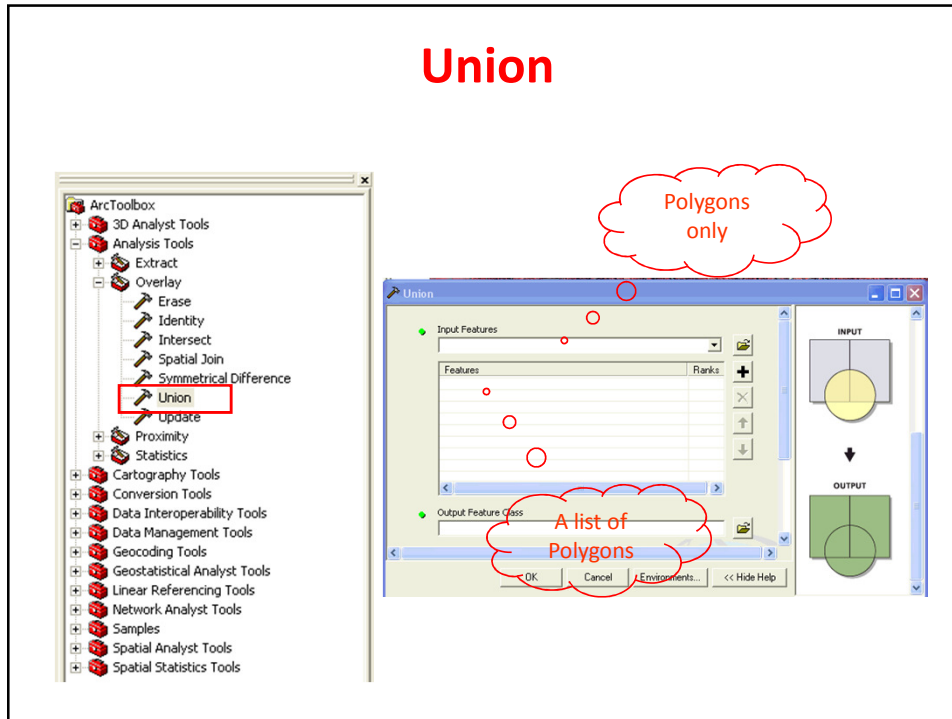 Union
ArcToolbox
3D Analyst Tools
Analysis Tools
Extract
Overlay
Erase
Identity
Intersect
Spatial Join
Symmetrical Difference
Union
Update
Proximity
Statistics
Cartography Tools
Conversion Tools
Data Interoperability Tools
Data Management Tools
Geocoding Tools
Geostatistical Analyst Tools
Linear Referencing Tools
Network Analyst Tools
Samples
Spatial Analyst Tools
Spatial Statistics Tools
Polygons
only
Union
Input Features
Features Ranks
Output Feature Class
A list of
Polygons
OK Cancel Environments... << Hide Help
INPUT
OUTPUT